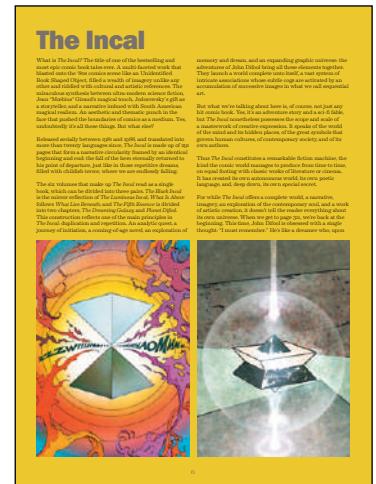 The Incal
What is The Incal? The title of one of the bestselling and
most epic comic book tales ever. A multi-faceted work that
blasted onto the '80s comics scene like an Unidentified
Book Shaped Object, filled a wealth of imagery unlike any
other and riddled with cultural and artistic references. The
miraculous synthesis between ultra-modern science fiction,
Jean "Moebius" Giraud's magical touch, Jodorowsky's gift as
a storyteller, and a narrative imbued with South American
magical realism. An aesthetic and thematic punch in the
face that pushed the boundaries of comics as a medium. Yes,
undoubtedly it's all these things. But what else?
Released serially between 1981 and 1988, and translated into
more than twenty languages since, The Incal is made up of
pages that form a narrative circularity framed by an identical
beginning and end: the fall of the hero eternally returned to
his point of departure, just like in those repetitive dreams,
filled with childish terror, where we are endlessly falling.
The six volumes that make up The Incal read as a single
book, which can be divided into three pairs. The Black Incal
is the mirror reflection of The Luminous Incal, What Is Above
follows What Lies Beneath, and The Fifth Essence is divided
into two chapters, The Dreaming Galaxy and Planet Difool.
This construction reflects one of the main principles in
The Incal: duplication and repetition. An analytic quest, a
journey of initiation, a coming-of-age novel, an exploration of
memory and dream, and an expanding graphic universe: the
adventures of John Difool bring all these elements together.
They launch a world complete unto itself, a vast system of
intricate associations whose subtle cogs are activated by an
accumulation of successive images in what we call sequential
art.
But what we're talking about here is, of course, not just any
comic book. Yes, it's an adventure story and a sci-fi fable,
but The Incal nonetheless possesses the scope and scale of
a masterwork of creative expression. It speaks of the world
of the mind and its hidden places, of the great symbols that
govern human cultures, of contemporary society, and of its
own authors.
Thus The Incal constitutes a remarkable fiction machine, the
kind the comic world manages to produce from time to time,
on equal footing with classic works of literature or cinema.
It has created its own autonomous world, its own poetic
language, and, deep down, its own special secret.
For while The Incal offers a complete world, a narrative,
imagery, an exploration of the contemporary soul, and a work
of artistic creation, it doesn't tell the reader everything about
its own universe. When we get to page we're back at the
beginning. This time, John Difool is obsessed with a single
thought: "I must remember." He's like a dreamer who, upon